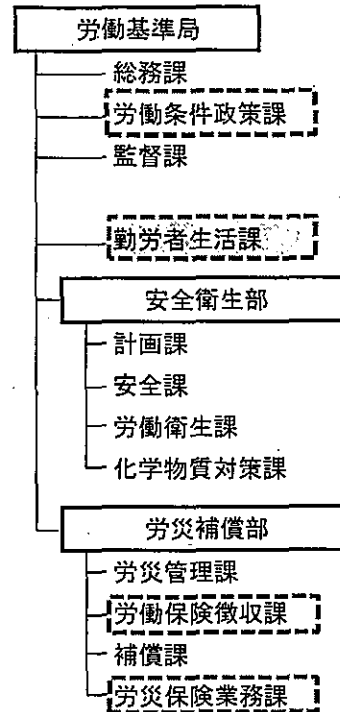 労働基準局
総務課
労働条件政策課
監督課
勤労者生活課
安全衛生部
計画課
安全課
労働衛生課
化学物質対策課
労災補償部
労災管理課
労働保険徴収課
補償課
労災保険業務課